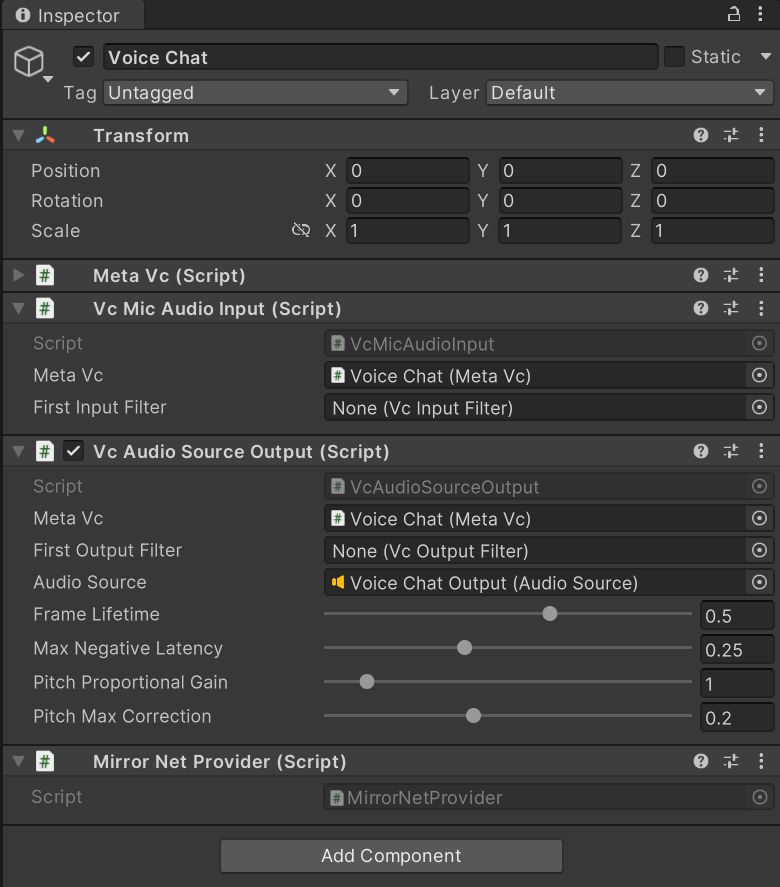 Inspector
Voice Chat Static
Tag Untagged Layer Default
Transform
Position X 0 Y 0 Z 0
Rotation X 0 Y 0 Z 0
Scale X 1 Y 1 Z 1
# Meta Vc (Script)
# Vc Mic Audio Input (Script)
Script # VcMicAudioInput
Meta Vc # Voice Chat (Meta Vc)
First Input Filter None (Vc Input Filter)
# Vc Audio Source Output (Script)
Script # VcAudioSourceOutput
Meta Vc # Voice Chat (Meta Vc)
First Output Filter None (Vc Output Filter)
Audio Source Voice Chat Output (Audio Source)
Frame Lifetime 0.5
Max Negative Latency 0.25
Pitch Proportional Gain 1
Pitch Max Correction 0.2
# Mirror Net Provider (Script)
Script # MirrorNetProvider
Add Component